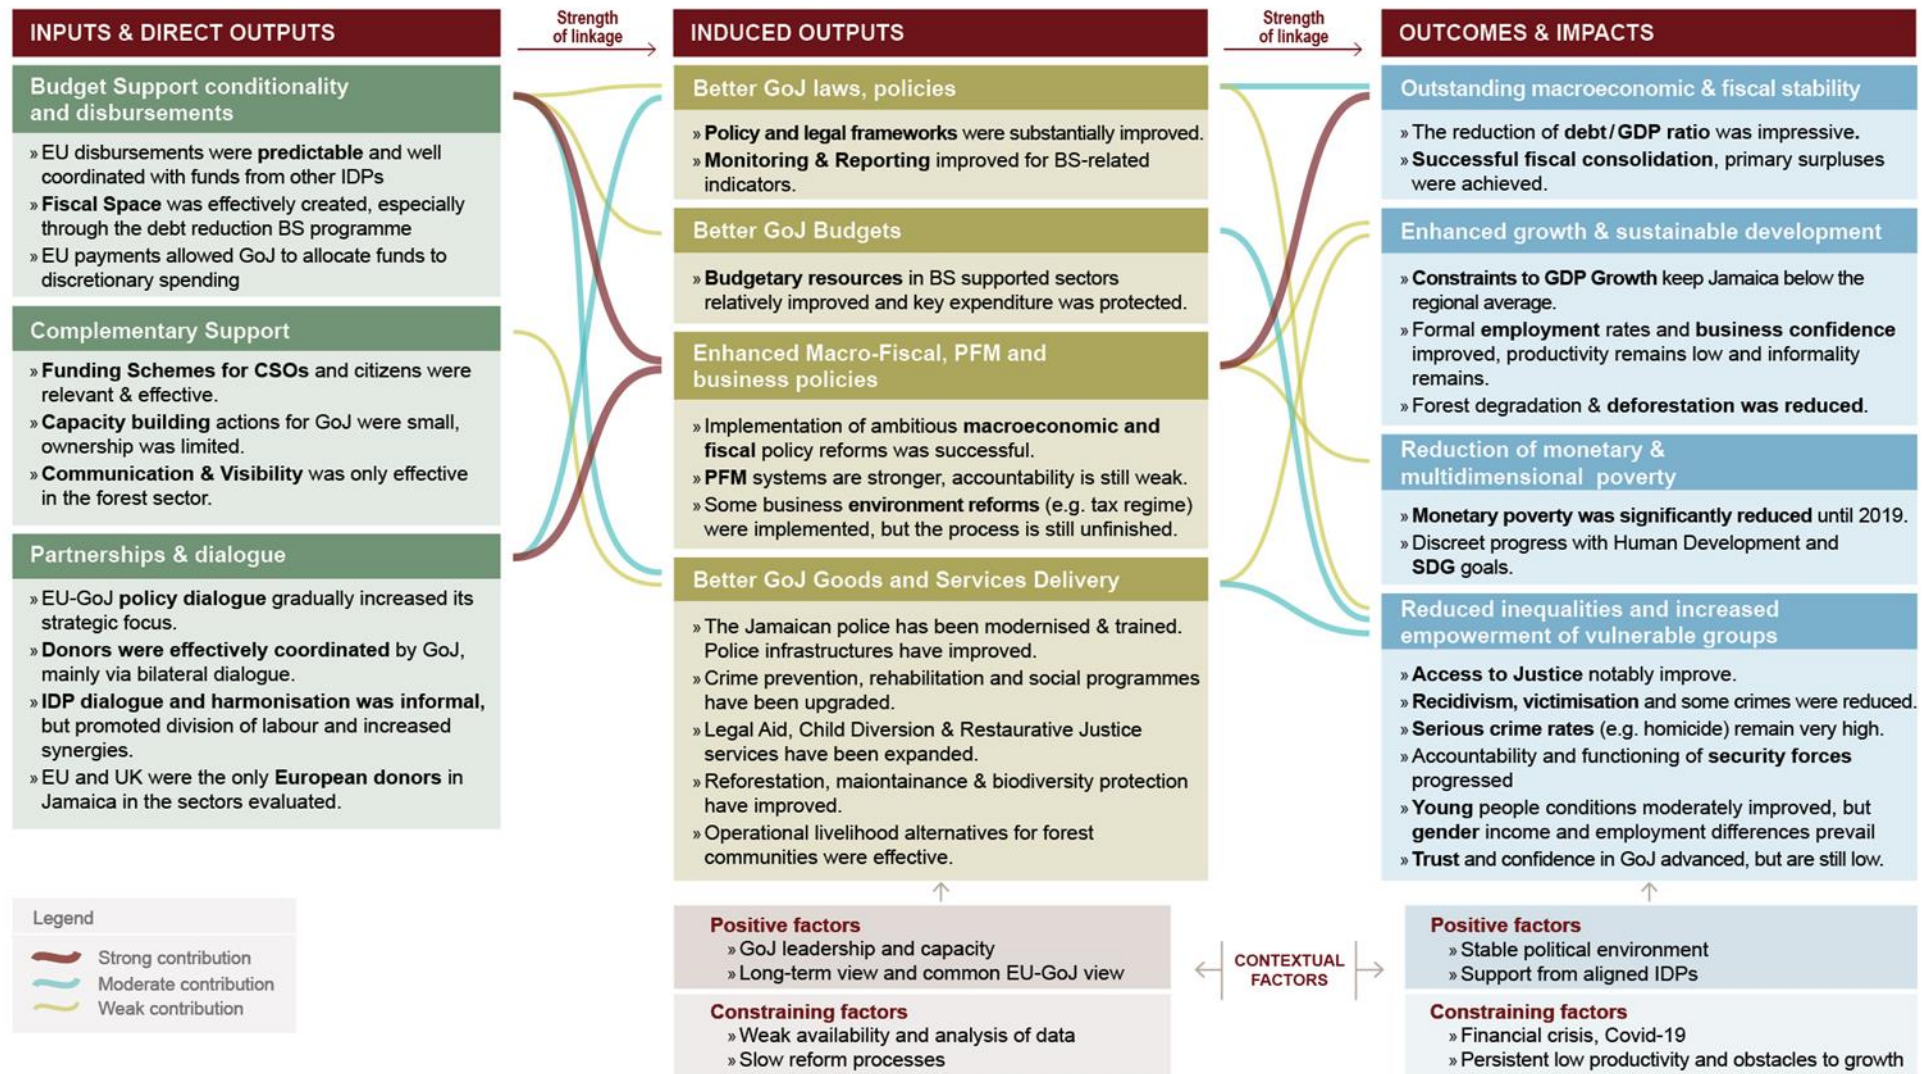 INPUTS & DIRECT OUTPUTS
Budget Support conditionality
and disbursements
» EU disbursements were predictable and well
coordinated with funds from other IDPs
» Fiscal Space was effectively created, especially
through the debt reduction BS programme
» EU payments allowed GoJ to allocate funds to
discretionary spending
Complementary Support
» Funding Schemes for CSOs and citizens were
relevant & effective.
» Capacity building actions for GoJ were small,
ownership was limited.
» Communication & Visibility was only effective
in the forest sector.
Partnerships & dialogue
» EU-GoJ policy dialogue gradually increased its
strategic focus.
» Donors were effectively coordinated by GoJ,
mainly via bilateral dialogue.
» IDP dialogue and harmonisation was informal,
but promoted division of labour and increased
synergies.
» EU and UK were the only European donors in
Jamaica in the sectors evaluated.
Legend
Strong contribution
Moderate contribution
Weak contribution
Strength
of linkage
INDUCED OUTPUTS
Better GoJ laws, policies
» Policy and legal frameworks were substantially improved.
» Monitoring & Reporting improved for BS-related
indicators.
Better GoJ Budgets
» Budgetary resources in BS supported sectors
relatively improved and key expenditure was protected.
Enhanced Macro-Fiscal, PFM and
business policies
» Implementation of ambitious macroeconomic and
fiscal policy reforms was successful.
» PFM systems are stronger, accountability is still weak.
» Some business environment reforms (e.g. tax regime)
were implemented, but the process is still unfinished.
Better GoJ Goods and Services Delivery
» The Jamaican police has been modernised & trained.
Police infrastructures have improved.
» Crime prevention, rehabilitation and social programmes
have been upgraded.
» Legal Aid, Child Diversion & Restaurative Justice
services have been expanded.
» Reforestation, maiontainance & biodiversity protection
have improved.
» Operational livelihood alternatives for forest
communities were effective.
Positive factors
» GoJ leadership and capacity
» Long-term view and common EU-GoJ view
Constraining factors
» Weak availability and analysis of data
» Slow reform processes
CONTEXTUAL
FACTORS
Strength
of linkage
OUTCOMES & IMPACTS
Outstanding macroeconomic & fiscal stability
» The reduction of debt/GDP ratio was impressive.
» Successful fiscal consolidation, primary surpluses
were achieved.
Enhanced growth & sustainable development
» Constraints to GDP Growth keep Jamaica below the
regional average.
» Formal employment rates and business confidence
improved, productivity remains low and informality
remains.
» Forest degradation & deforestation was reduced.
Reduction of monetary &
multidimensional poverty
» Monetary poverty was significantly reduced until 2019.
» Discreet progress with Human Development and
SDG goals.
Reduced inequalities and increased
empowerment of vulnerable groups
» Access to Justice notably improve.
» Recidivism, victimisation and some crimes were reduced.
» Serious crime rates (e.g. homicide) remain very high.
» Accountability and functioning of security forces
progressed
» Young people conditions moderately improved, but
gender income and employment differences prevail
» Trust and confidence in GoJ advanced, but are still low.
Positive factors
» Stable political environment
» Support from aligned IDPs
Constraining factors
» Financial crisis, Covid-19
» Persistent low productivity and obstacles to growth